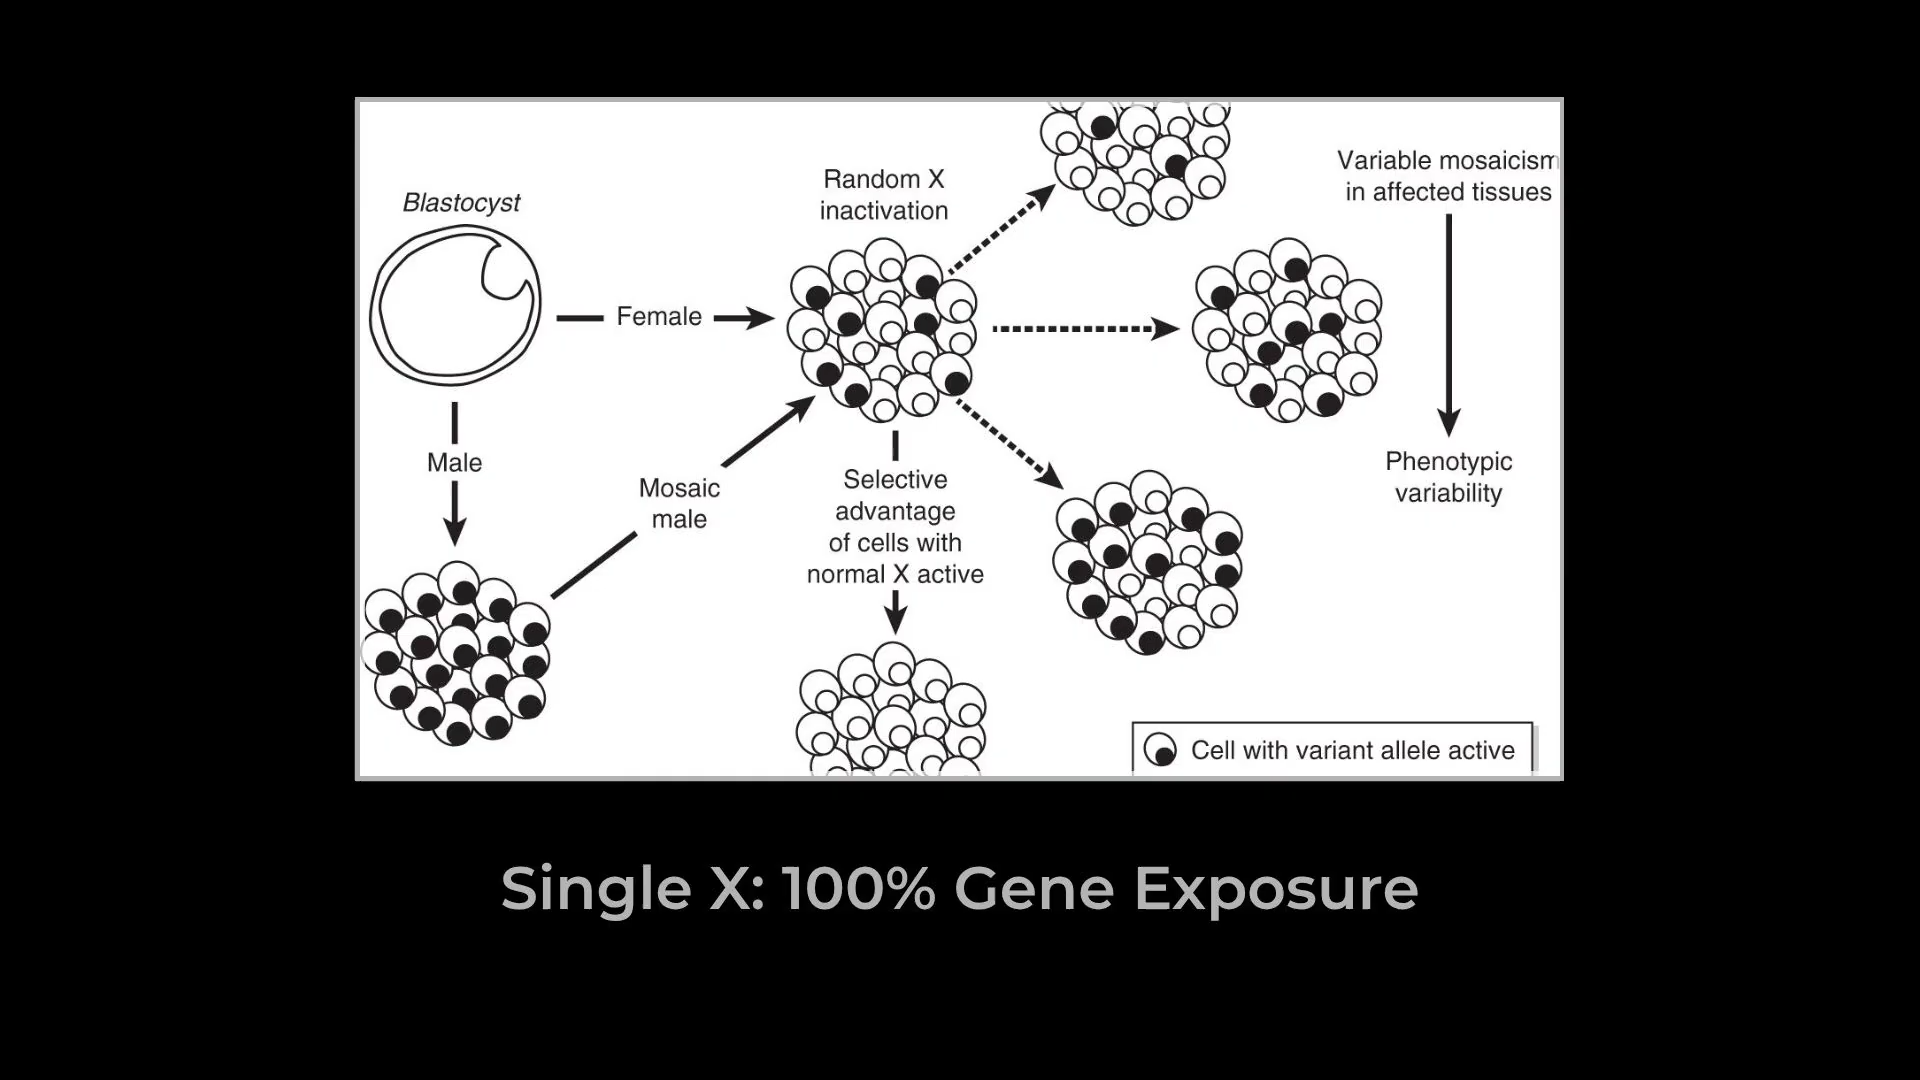 Blastocyst
Female
Male
Mosaic
male
Random X
inactivation
Selective
advantage
of cells with
normal X active
Variable mosaicism
in affected tissues
Phenotypic
variability
Cell with variant allele active
Single X: 100% Gene Exposure